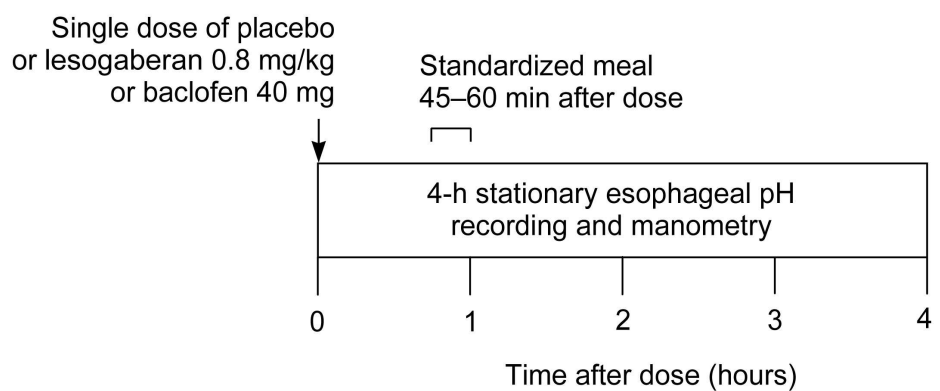 Single dose of placebo
or lesogaberan 0.8 mg/kg
or baclofen 40 mg
Standardized meal
45–60 min after dose
4-h stationary esophageal pH
recording and manometry
0
1
2
3
4
Time after dose (hours)